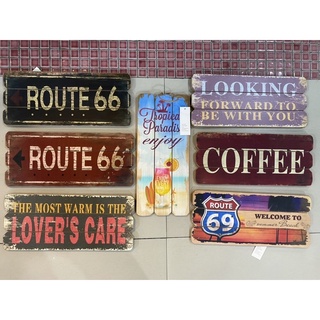 ROUTE 66
ROUTE 66
THE MOST WARM IS THE
LOVER'S CARE
Tropical
Paradise
enjoy
LOOKING
FORWARD TO
BE WITH YOU
COFFEE
ROUTE
69
WELCOME TO